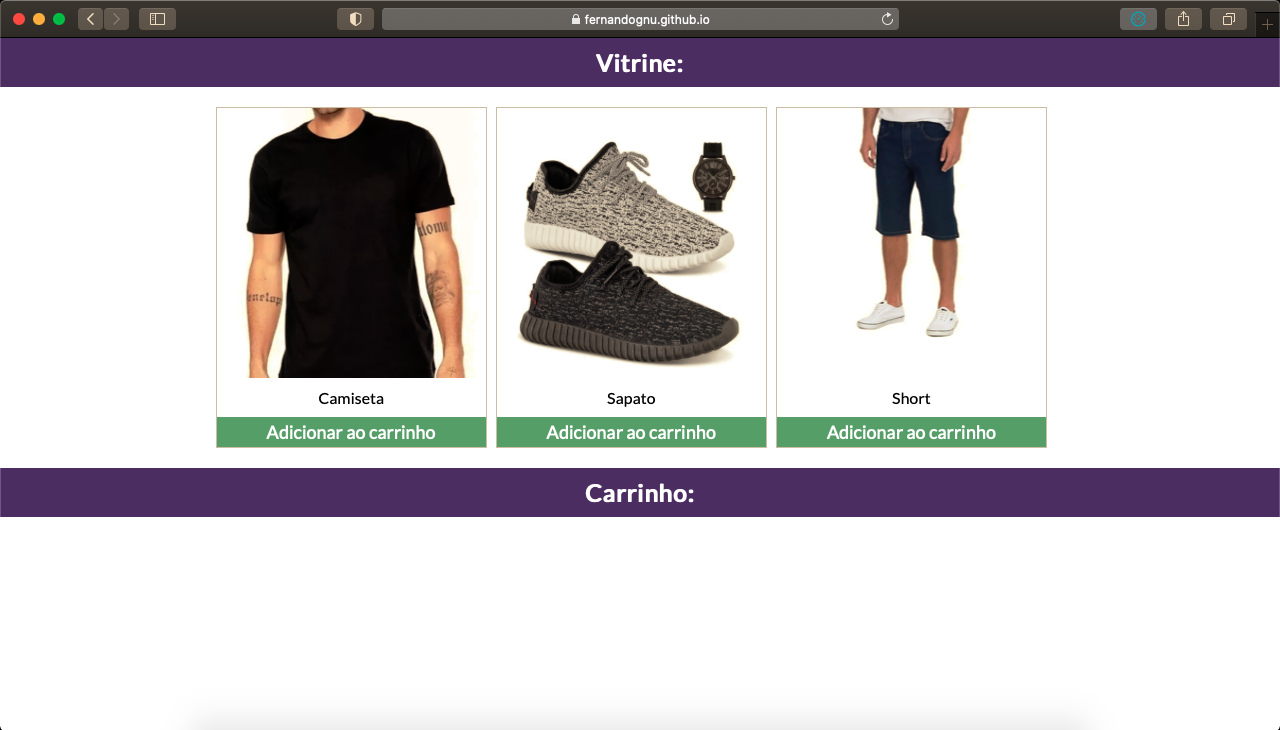 fernandognu.github.io
Vitrine:
Camiseta
Sapato
Short
Adicionar ao carrinho
Adicionar ao carrinho
Adicionar ao carrinho
Carrinho: